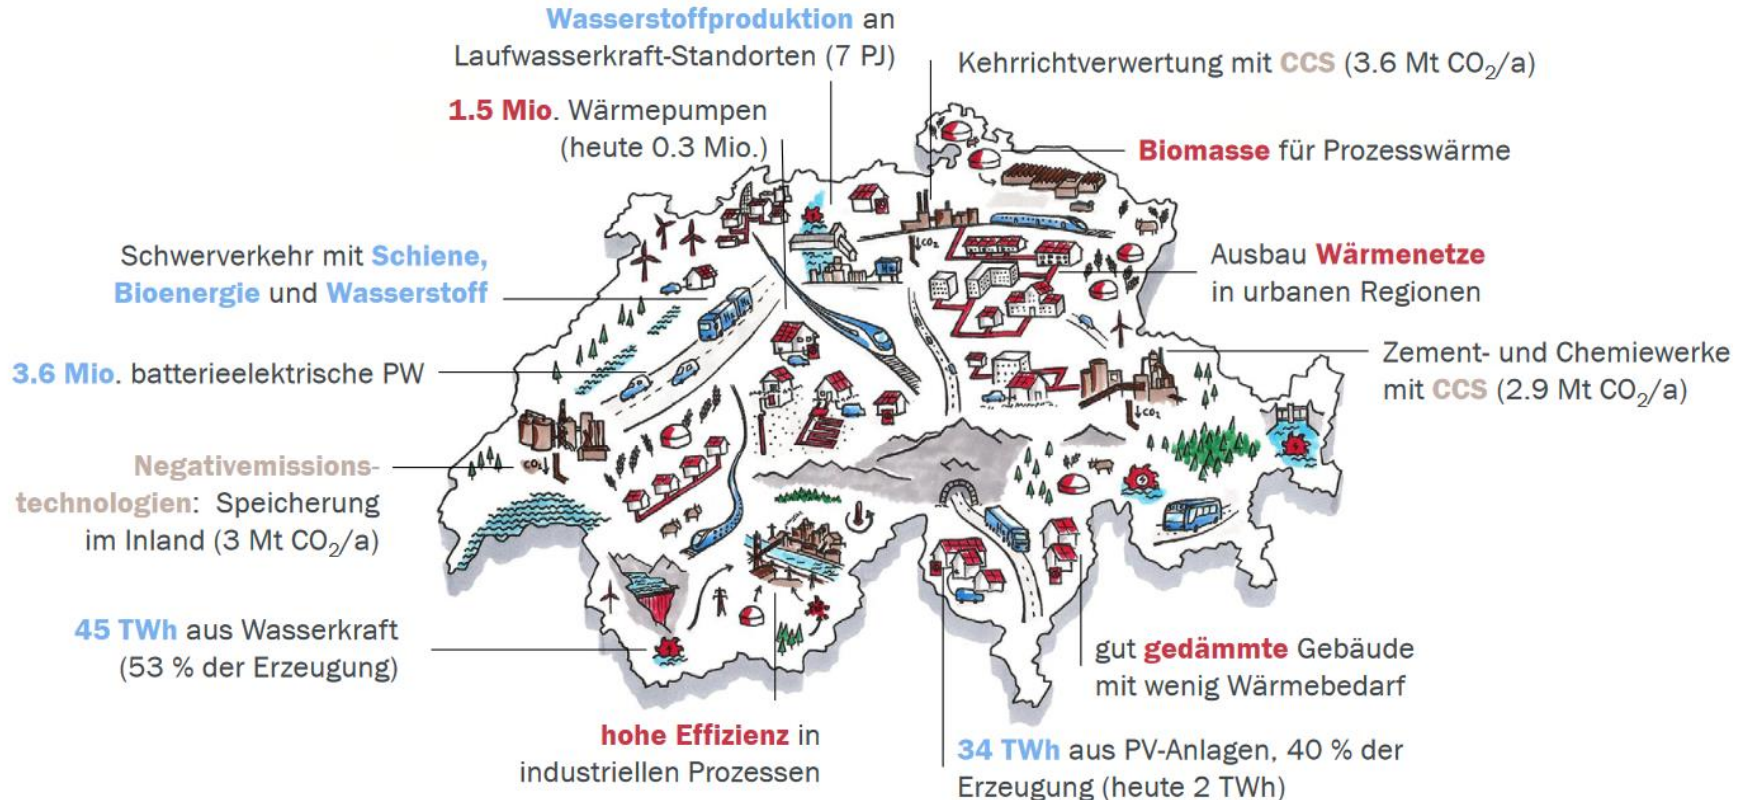 Wasserstoffproduktion an
Laufwasserkraft-Standorten (7 PJ)
Kehrrichtverwertung mit CCS (3.6 Mt CO₂/a)
1.5 Mio. Wärmepumpen
(heute 0.3 Mio.)
Biomasse für Prozesswärme
Schwerverkehr mit Schiene,
Bioenergie und Wasserstoff
Ausbau Wärmenetze
in urbanen Regionen
3.6 Mio. batterieelektrische PW
Zement- und Chemiewerke
mit CCS (2.9 Mt CO₂/a)
Negativemissions-
technologien: Speicherung
im Inland (3 Mt CO₂/a)
45 TWh aus Wasserkraft
(53 % der Erzeugung)
gut gedämmte Gebäude
mit wenig Wärmebedarf
hohe Effizienz in
industriellen Prozessen
34 TWh aus PV-Anlagen, 40 % der
Erzeugung (heute 2 TWh)
CO₂
CO₂
CO₂
H₂